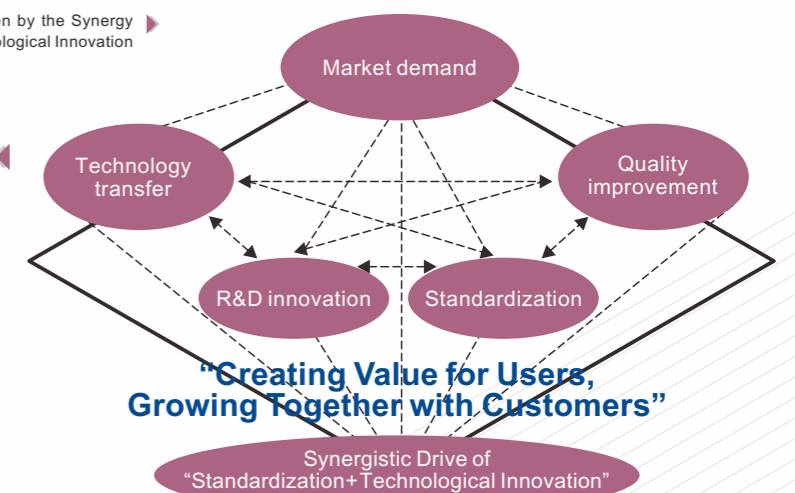 by the Synergy
Innovation
Market demand
Technology
transfer
Quality
improvement
R&D innovation
Standardization
“Creating Value for Users,
Growing Together with Customers”
Synergistic Drive of
“Standardization+Technological Innovation”